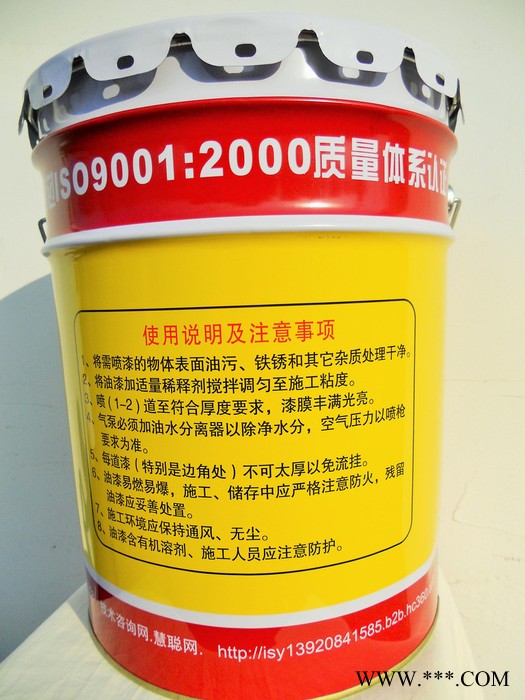 ISO9001:2000质量体系认证
使用说明及注意事项
1、将需喷漆的物体表面油污、铁锈和其它杂质处理干净。
2、将油漆加适量稀释剂搅拌调匀至施工粘度。
3、喷(1-2)道至符合厚度要求，漆膜丰满光亮。
4、气泵必须加油水分离器以除净水分，空气压力以喷枪
要求为准。
5、每道漆（特别是边角处）不可太厚以免流挂。
6、油漆易燃易爆，施工、储存中应严格注意防火，残留
油漆应妥善处置。
7、施工环境应保持通风、无尘。
8、油漆含有机溶剂、施工人员应注意防护。
技术咨询网.慧聪网. http://isy13920841585.b2b.hc360.
WWW.***.COM